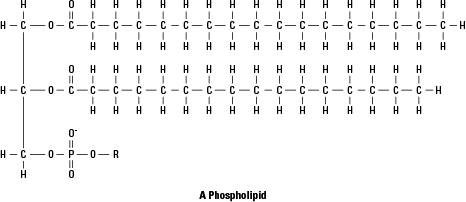 H O H H H H H H H H H H H H H H H H H
H — C — O — C — C — C — C — C — C — C — C — C — C — C — C — C — C — C — C — C — C — H
H H H H H H H H H H H H H H H H H
O H H H H H H H H H H H H H H H H
H — C — O — C — C — C — C — C — C — C — C — C — C — C — C — C — C — C — C — C — H
H H H H H H H H H H H H H H H H
O-
H — C — O — P — O — R
H O
A Phospholipid